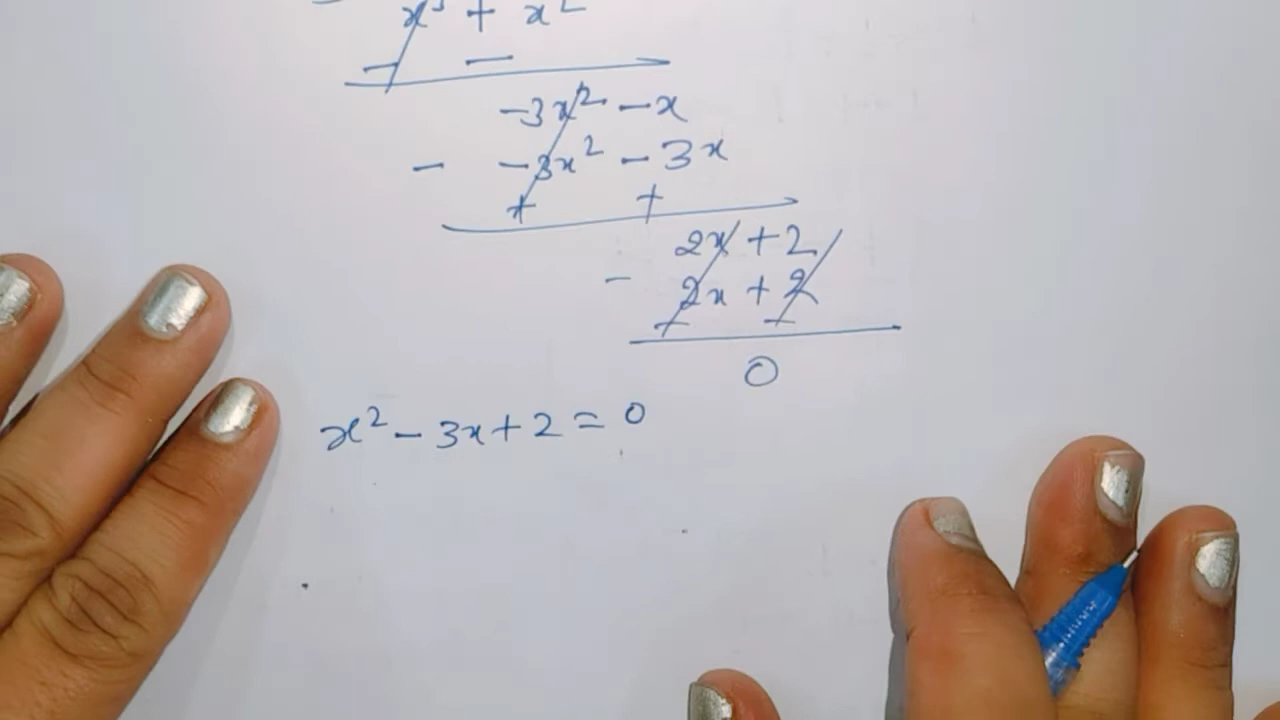 x³ + x²
− −
-3x² - x
− -3x² - 3x
+ +
2x + 2
− 2x + 2
− −
0
x² - 3x + 2 = 0